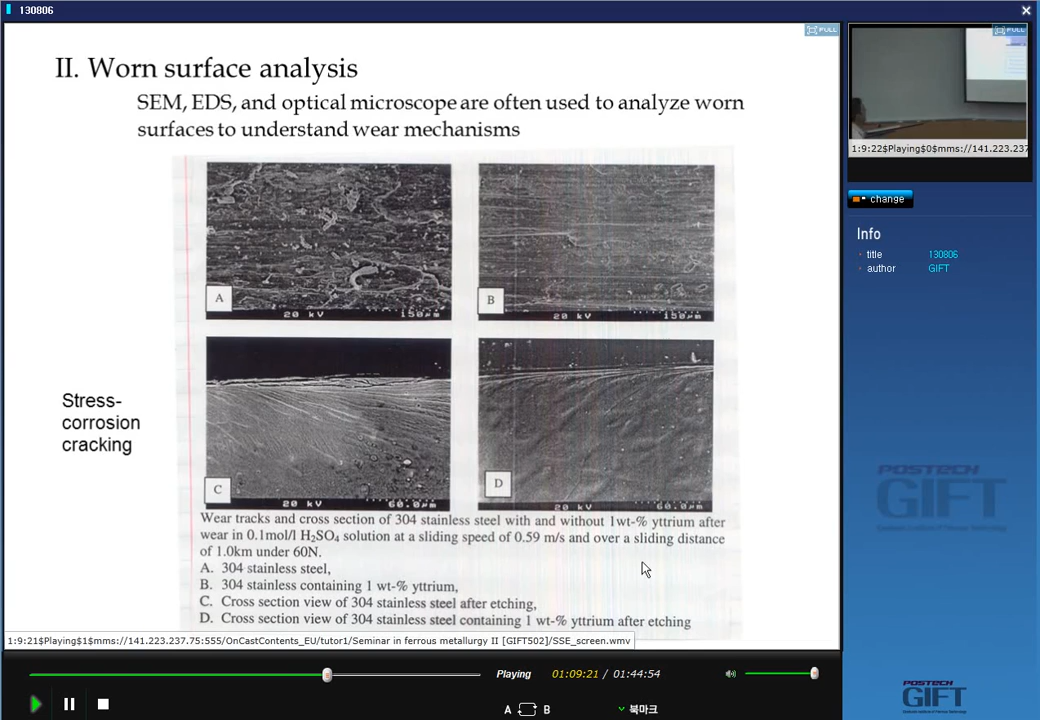 130806
II. Worn surface analysis
SEM, EDS, and optical microscope are often used to analyze worn
surfaces to understand wear mechanisms
A
20 kV
150µm
B
20 kV
150µm
Stress-
corrosion
cracking
C
20 kV
60.0µm
D
20 kV
60.0µm
Wear tracks and cross section of 304 stainless steel with and without 1wt-% yttrium after
wear in 0.1mol/l H₂SO₄ solution at a sliding speed of 0.59 m/s and over a sliding distance
of 1.0km under 60N.
A. 304 stainless steel,
B. 304 stainless containing 1 wt-% yttrium,
C. Cross section view of 304 stainless steel after etching,
D. Cross section view of 304 stainless steel containing 1 wt-% yttrium after etching
1:9:21$Playing$1$mms://141.223.237.75:555/OnCastContents_EU/tutor1/Seminar in ferrous metallurgy II [GIFT502]/SSE_screen.wmv
Playing
01:09:21 / 01:44:54
A B
북마크
FULL
FULL
1:9:22$Playing$0$mms://141.223.237
change
Info
title 130806
author GIFT
POSTECH
GIFT
POSTECH
GIFT